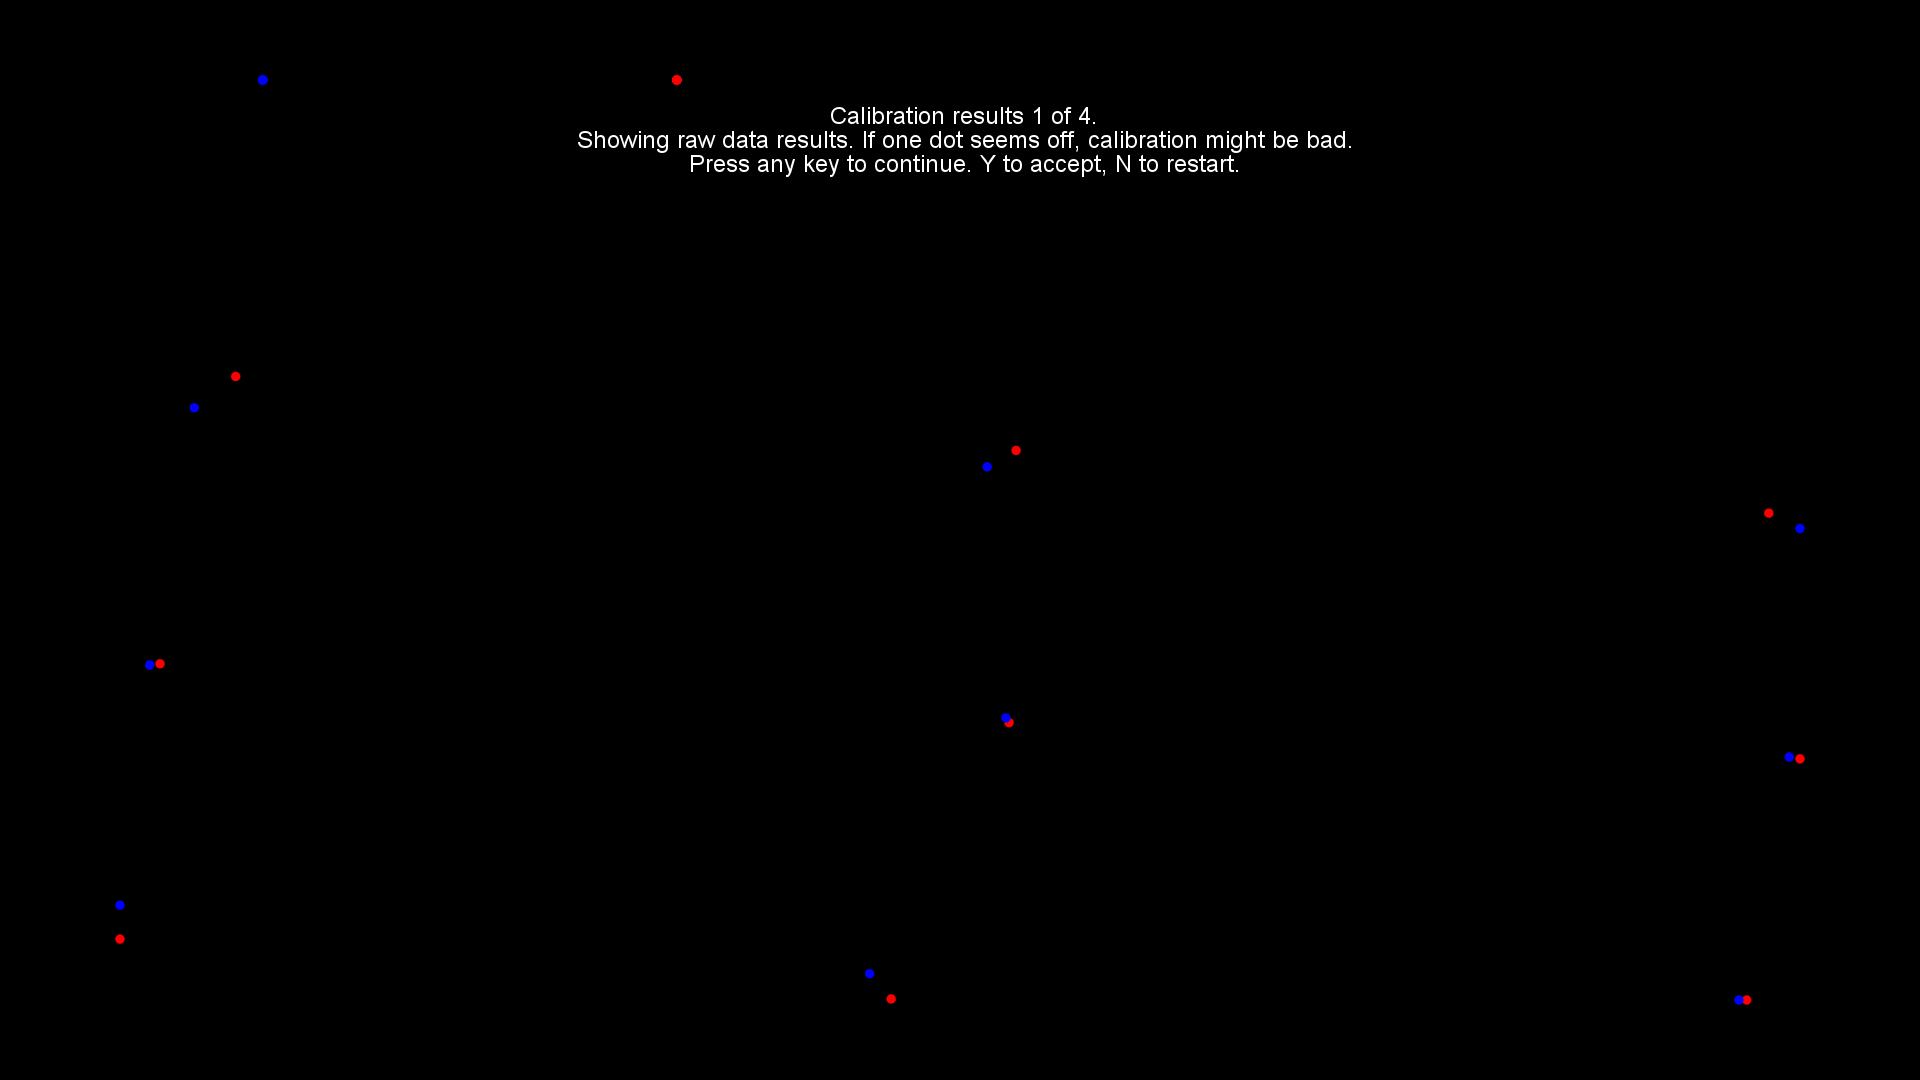 Calibration results 1 of 4.
Showing raw data results. If one dot seems off, calibration might be bad.
Press any key to continue. Y to accept, N to restart.